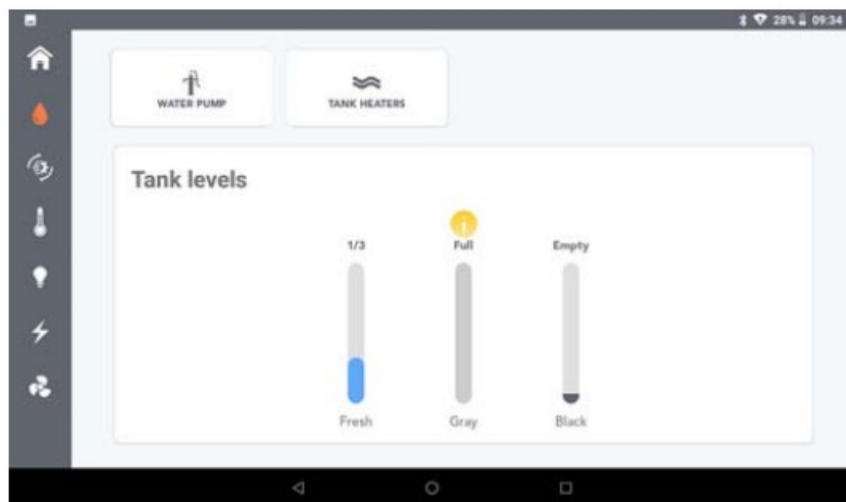 28% 09:34
WATER PUMP
TANK HEATERS
Tank levels
i
1/3
Full
Empty
Fresh
Gray
Black